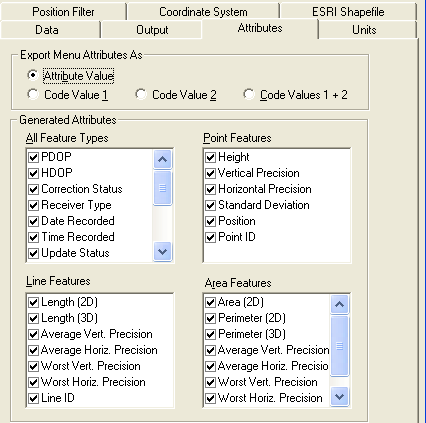 Position Filter Coordinate System ESRI Shapefile
Data Output Attributes Units
Export Menu Attributes As
Attribute Value
Code Value 1 Code Value 2 Code Values 1 + 2
Generated Attributes
All Feature Types
PDOP
HDOP
Correction Status
Receiver Type
Date Recorded
Time Recorded
Update Status
Point Features
Height
Vertical Precision
Horizontal Precision
Standard Deviation
Position
Point ID
Line Features
Length (2D)
Length (3D)
Average Vert. Precision
Average Horiz. Precision
Worst Vert. Precision
Worst Horiz. Precision
Line ID
Area Features
Area (2D)
Perimeter (2D)
Perimeter (3D)
Average Vert. Precision
Average Horiz. Precisio
Worst Vert. Precision
Worst Horiz. Precision